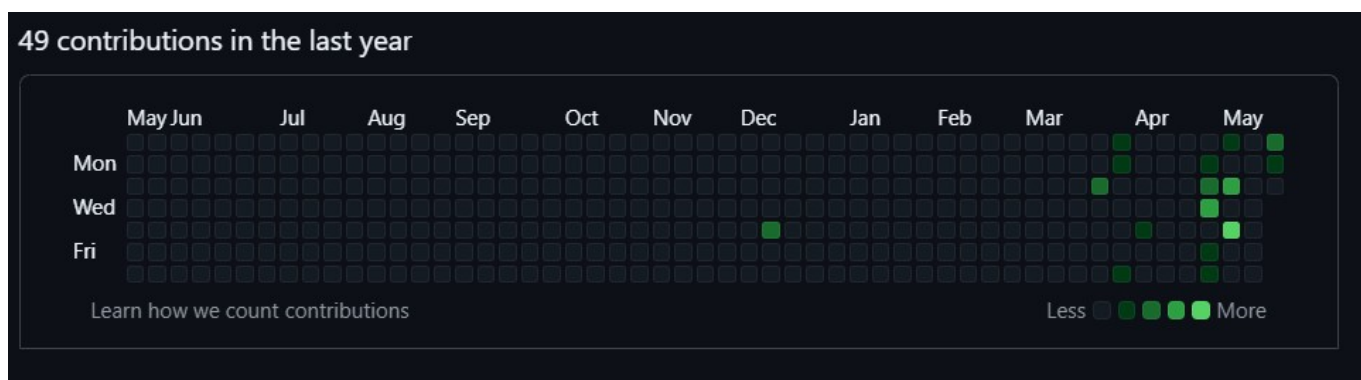 49 contributions in the last year
May Jun Jul Aug Sep Oct Nov Dec Jan Feb Mar Apr May
Mon
Wed
Fri
Learn how we count contributions Less More